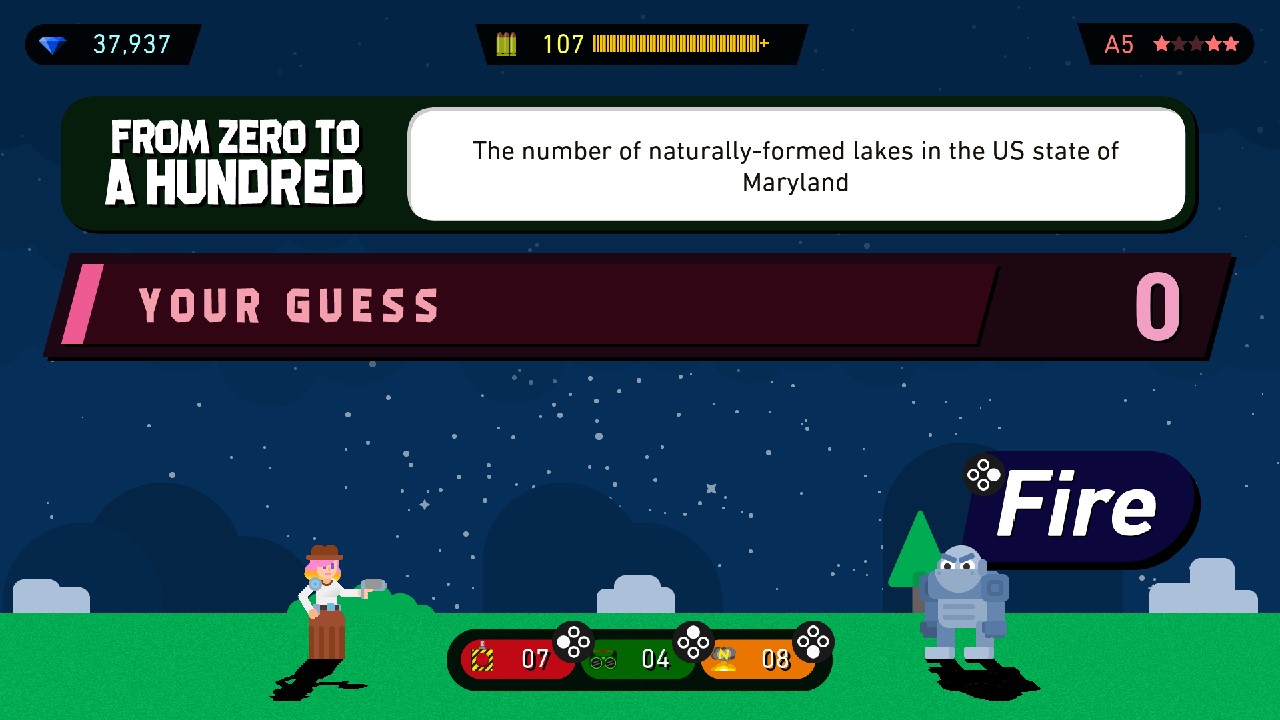 37,937
107
+
A5
FROM ZERO TO
A HUNDRED
The number of naturally-formed lakes in the US state of
Maryland
YOUR GUESS
0
Fire
07
04
N
08